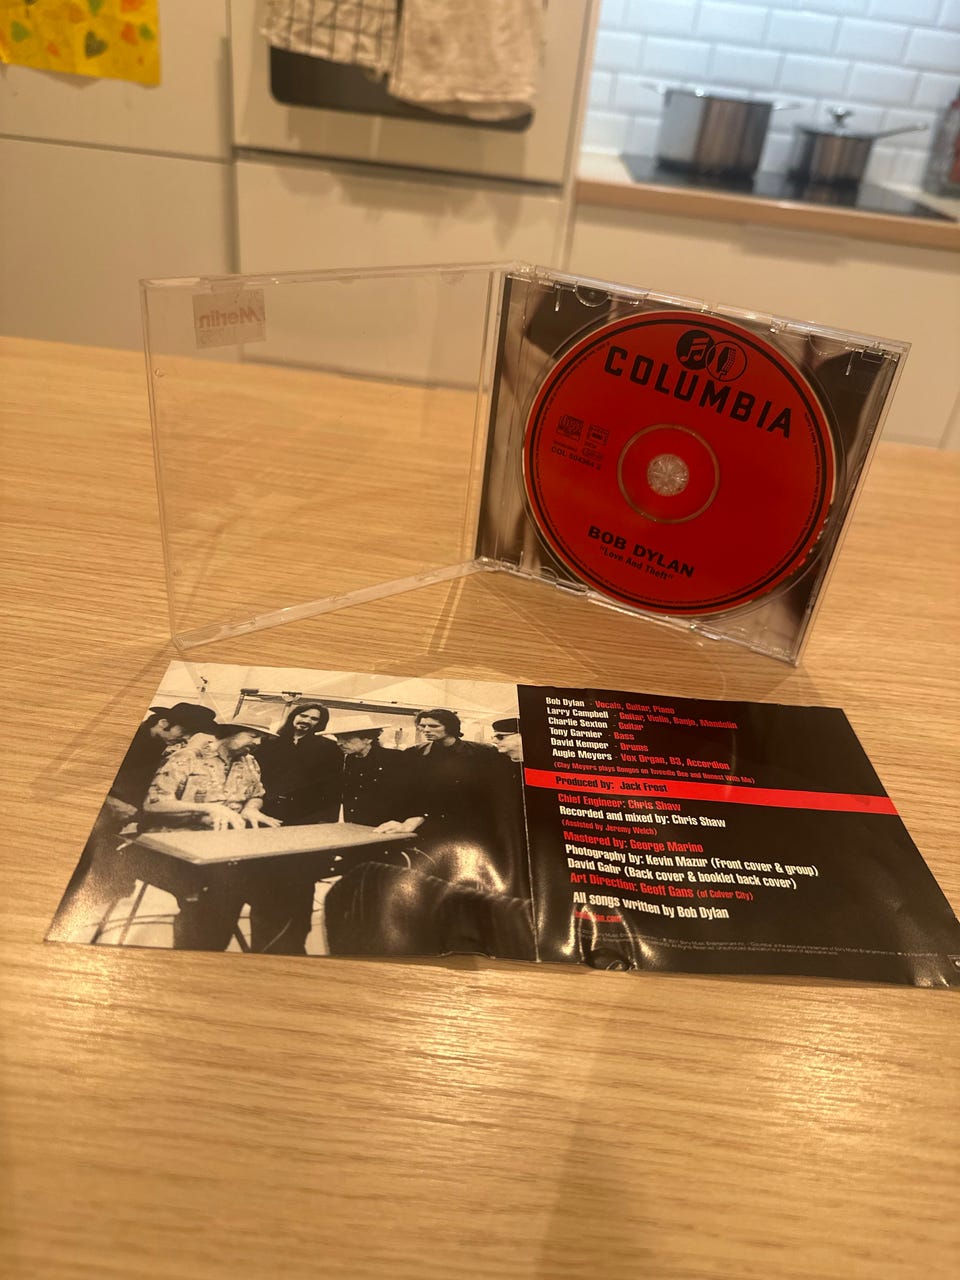 Merlin
COLUMBIA
COL 504364 2
BOB DYLAN
"Love And Theft"
Bob Dylan - Vocals, Guitar, Piano
Larry Campbell - Guitar, Violin, Banjo, Mandolin
Charlie Sexton - Guitar
Tony Garnier - Bass
David Kemper - Drums
Augie Meyers - Vox Organ, B3, Accordion
(Clay Meyers plays Bongos on Tweedle Dee and Honest With Me)
Produced by: Jack Frost
Chief Engineer: Chris Shaw
Recorded and mixed by: Chris Shaw
(Assisted by Jeremy Welch)
Mastered by: George Marino
Photography by: Kevin Mazur (Front cover & group)
David Gahr (Back cover & booklet back cover)
Art Direction: Geoff Gans (of Culver City)
All songs written by Bob Dylan